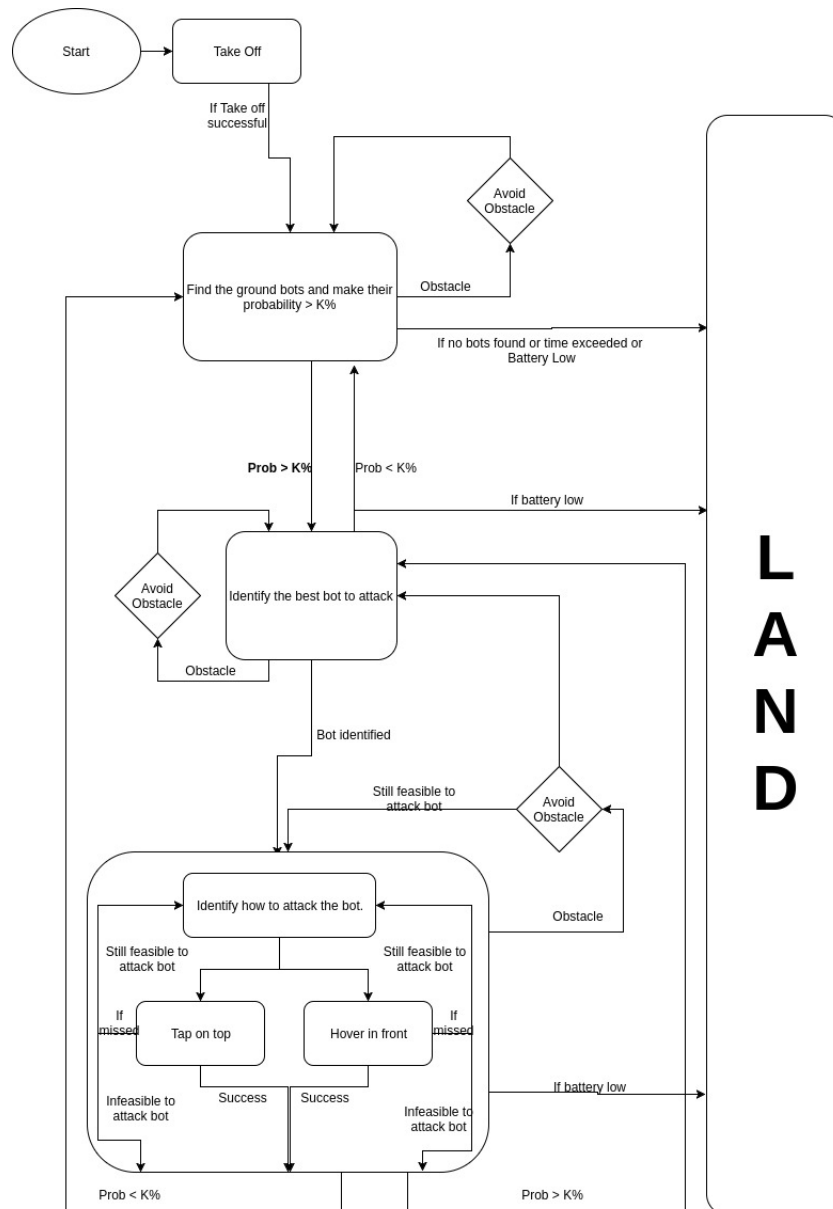 Start
Take Off
If Take off
successful
Avoid
Obstacle
Find the ground bots and make their
probability > K%
Obstacle
If no bots found or time exceeded or
Battery Low
Prob > K%
Prob < K%
If battery low
Avoid
Obstacle
Identify the best bot to attack
Obstacle
Bot identified
Still feasible to
attack bot
Avoid
Obstacle
Obstacle
Identify how to attack the bot.
Still feasible to
attack bot
Still feasible to
attack bot
If
missed
Tap on top
Hover in front
If
missed
Success
Success
Infeasible to
attack bot
Infeasible to
attack bot
If battery low
Prob < K%
Prob > K%
L
A
N
D